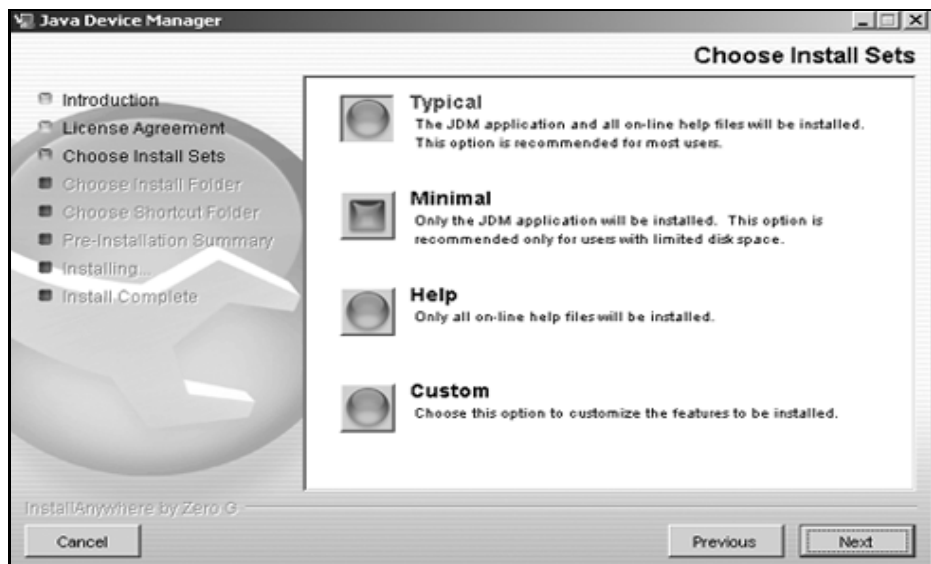 Java Device Manager
Choose Install Sets
Introduction
License Agreement
Choose Install Sets
Choose Install Folder
Choose Shortcut Folder
Pre-Installation Summary
Installing...
Install Complete
Typical
The JDM application and all on-line help files will be installed.
This option is recommended for most users.
Minimal
Only the JDM application will be installed. This option is
recommended only for users with limited disk space.
Help
Only all on-line help files will be installed.
Custom
Choose this option to customize the features to be installed.
InstallAnywhere by Zero G
Cancel
Previous
Next